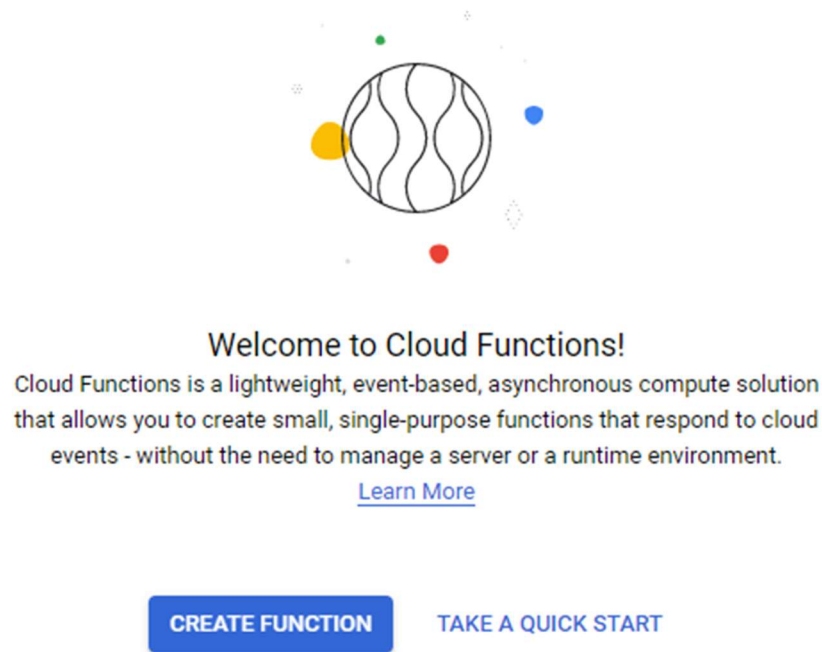 Welcome to Cloud Functions!
Cloud Functions is a lightweight, event-based, asynchronous compute solution
that allows you to create small, single-purpose functions that respond to cloud
events - without the need to manage a server or a runtime environment.
Learn More
CREATE FUNCTION TAKE A QUICK START